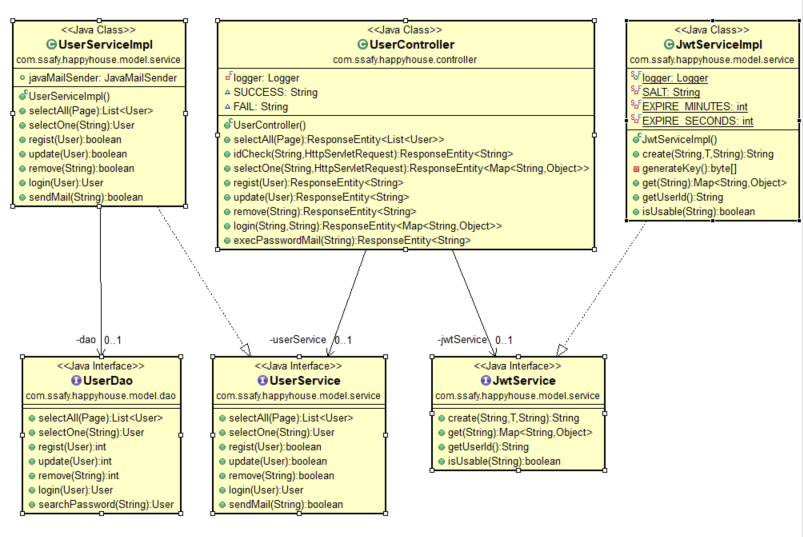 <<Java Class>>
UserServiceImpl
com.ssafy.happyhouse.model.service
javaMailSender: JavaMailSender
UserServiceImpl()
selectAll(Page):List<User>
selectOne(String):User
regist(User):boolean
update(User):boolean
remove(String):boolean
login(User):User
sendMail(String):boolean
<<Java Class>>
UserController
com.ssafy.happyhouse.controller
logger: Logger
SUCCESS: String
FAIL: String
UserController()
selectAll(Page):ResponseEntity<List<User>>
idCheck(String,HttpServletRequest):ResponseEntity<String>
selectOne(String,HttpServletRequest):ResponseEntity<Map<String,Object>>
regist(User):ResponseEntity<String>
update(User):ResponseEntity<String>
remove(String):ResponseEntity<String>
login(String,String):ResponseEntity<Map<String,Object>>
execPasswordMail(String):ResponseEntity<String>
<<Java Class>>
JwtServiceImpl
com.ssafy.happyhouse.model.service
logger: Logger
SALT: String
EXPIRE_MINUTES: int
EXPIRE_SECONDS: int
JwtServiceImpl()
create(String,T,String):String
generateKey():byte[]
get(String):Map<String,Object>
getUserId():String
isUsable(String):boolean
-dao 0..1
-userService 0..1
-jwtService 0..1
<<Java Interface>>
UserDao
com.ssafy.happyhouse.model.dao
selectAll(Page):List<User>
selectOne(String):User
regist(User):int
update(User):int
remove(String):int
login(User):User
searchPassword(String):User
<<Java Interface>>
UserService
com.ssafy.happyhouse.model.service
selectAll(Page):List<User>
selectOne(String):User
regist(User):boolean
update(User):boolean
remove(String):boolean
login(User):User
sendMail(String):boolean
<<Java Interface>>
JwtService
com.ssafy.happyhouse.model.service
create(String,T,String):String
get(String):Map<String,Object>
getUserId():String
isUsable(String):boolean